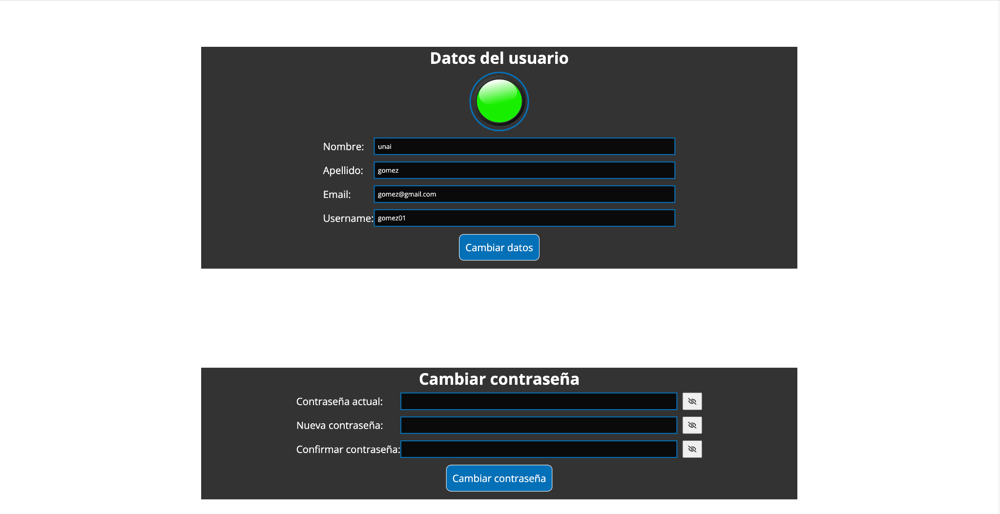 Datos del usuario
Nombre: unai
Apellido: gomez
Email: gomez@gmail.com
Username: gomez01
Cambiar datos
Cambiar contraseña
Contraseña actual:
Nueva contraseña:
Confirmar contraseña:
Cambiar contraseña